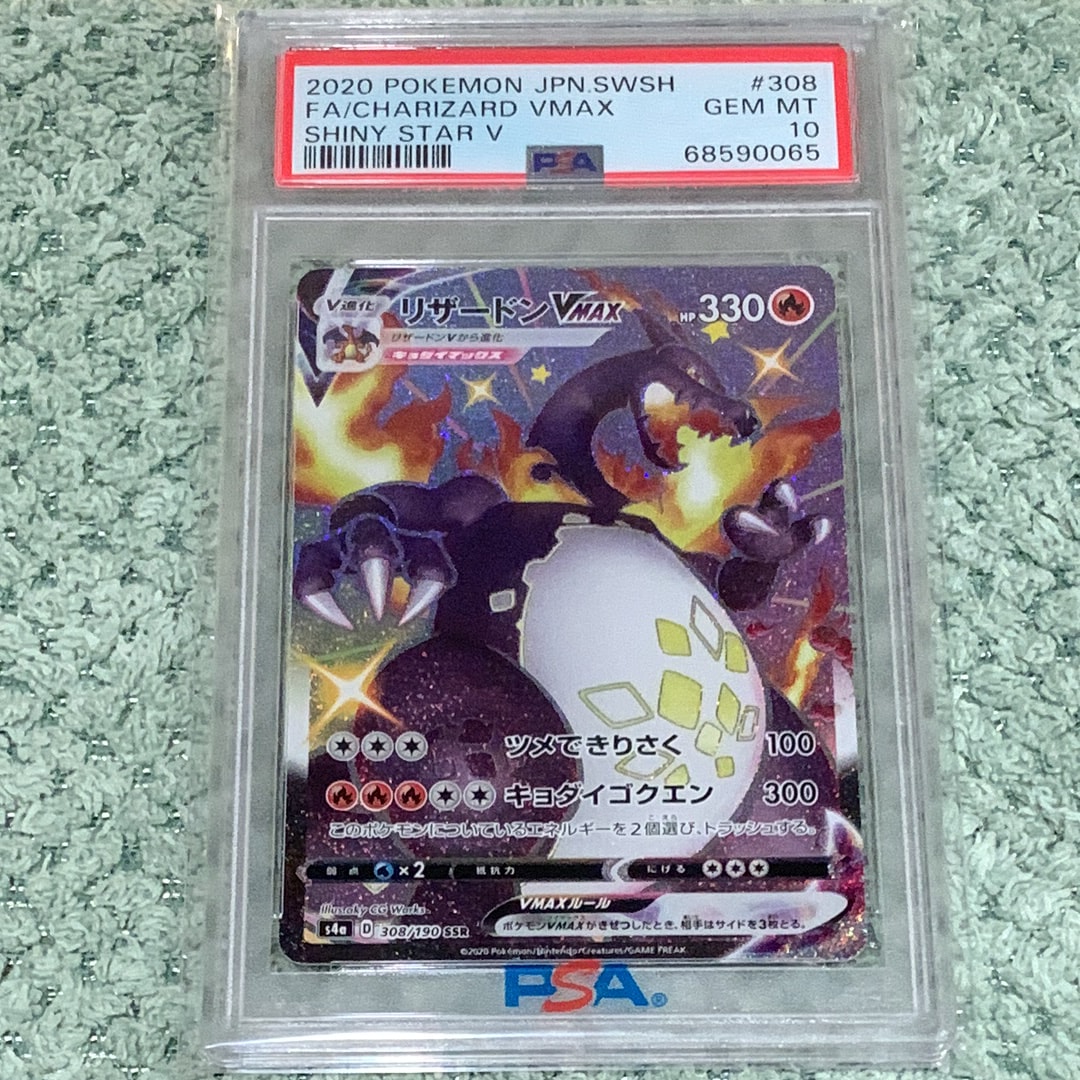 2020 POKEMON JPN.SWSH #308
FA/CHARIZARD VMAX GEM MT
SHINY STAR V 10
PSA 68590065
V進化 リザードンVMAX HP 330
リザードンVから進化
キョダイマックス
ツメできりさく 100
キョダイゴクエン 300
このポケモンについているエネルギーを2個選び、トラッシュする。
弱点 ×2 抵抗力 にげる
VMAXルール
ポケモンVMAXがきぜつしたとき、相手はサイドを3枚とる。
Illus.aky CG Works
s4a D 308/190 SSR
©2020 Pokémon/Nintendo/Creatures/GAME FREAK
PSA®